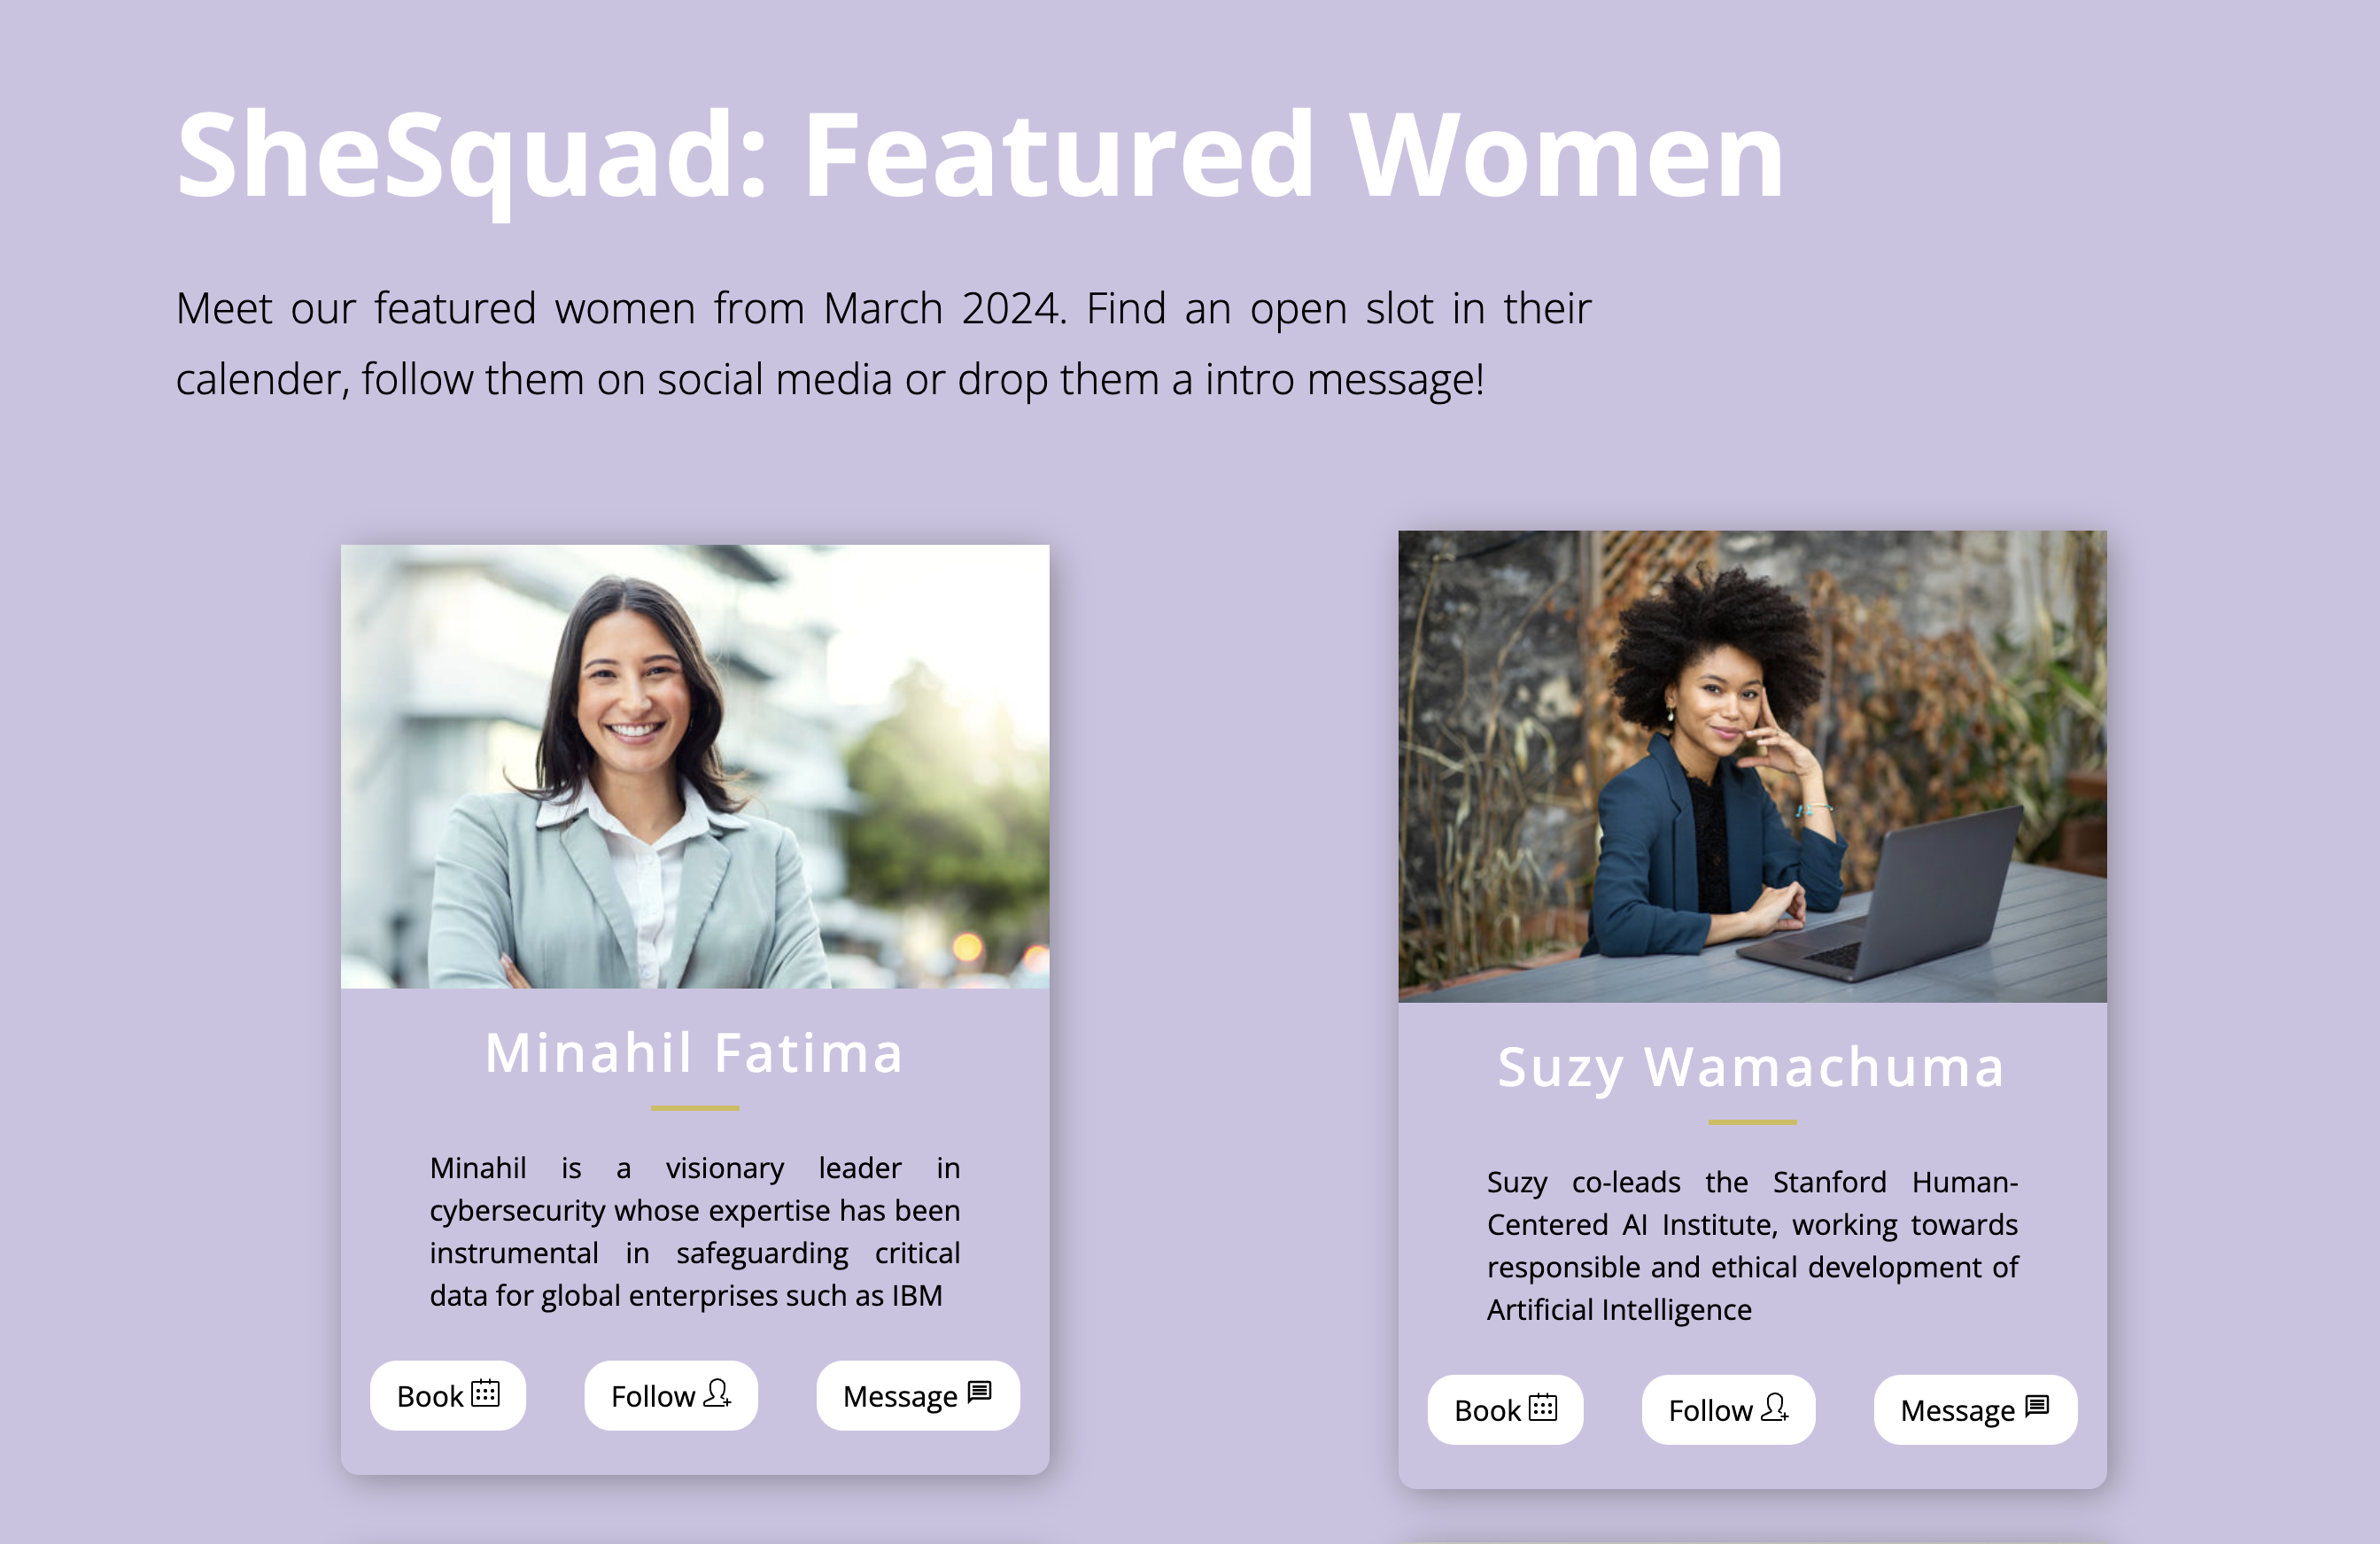 SheSquad: Featured Women
Meet our featured women from March 2024. Find an open slot in their
calender, follow them on social media or drop them a intro message!
Minahil Fatima
Minahil is a visionary leader in
cybersecurity whose expertise has been
instrumental in safeguarding critical
data for global enterprises such as IBM
Book
Follow
Message
Suzy Wamachuma
Suzy co-leads the Stanford Human-
Centered AI Institute, working towards
responsible and ethical development of
Artificial Intelligence
Book
Follow
Message